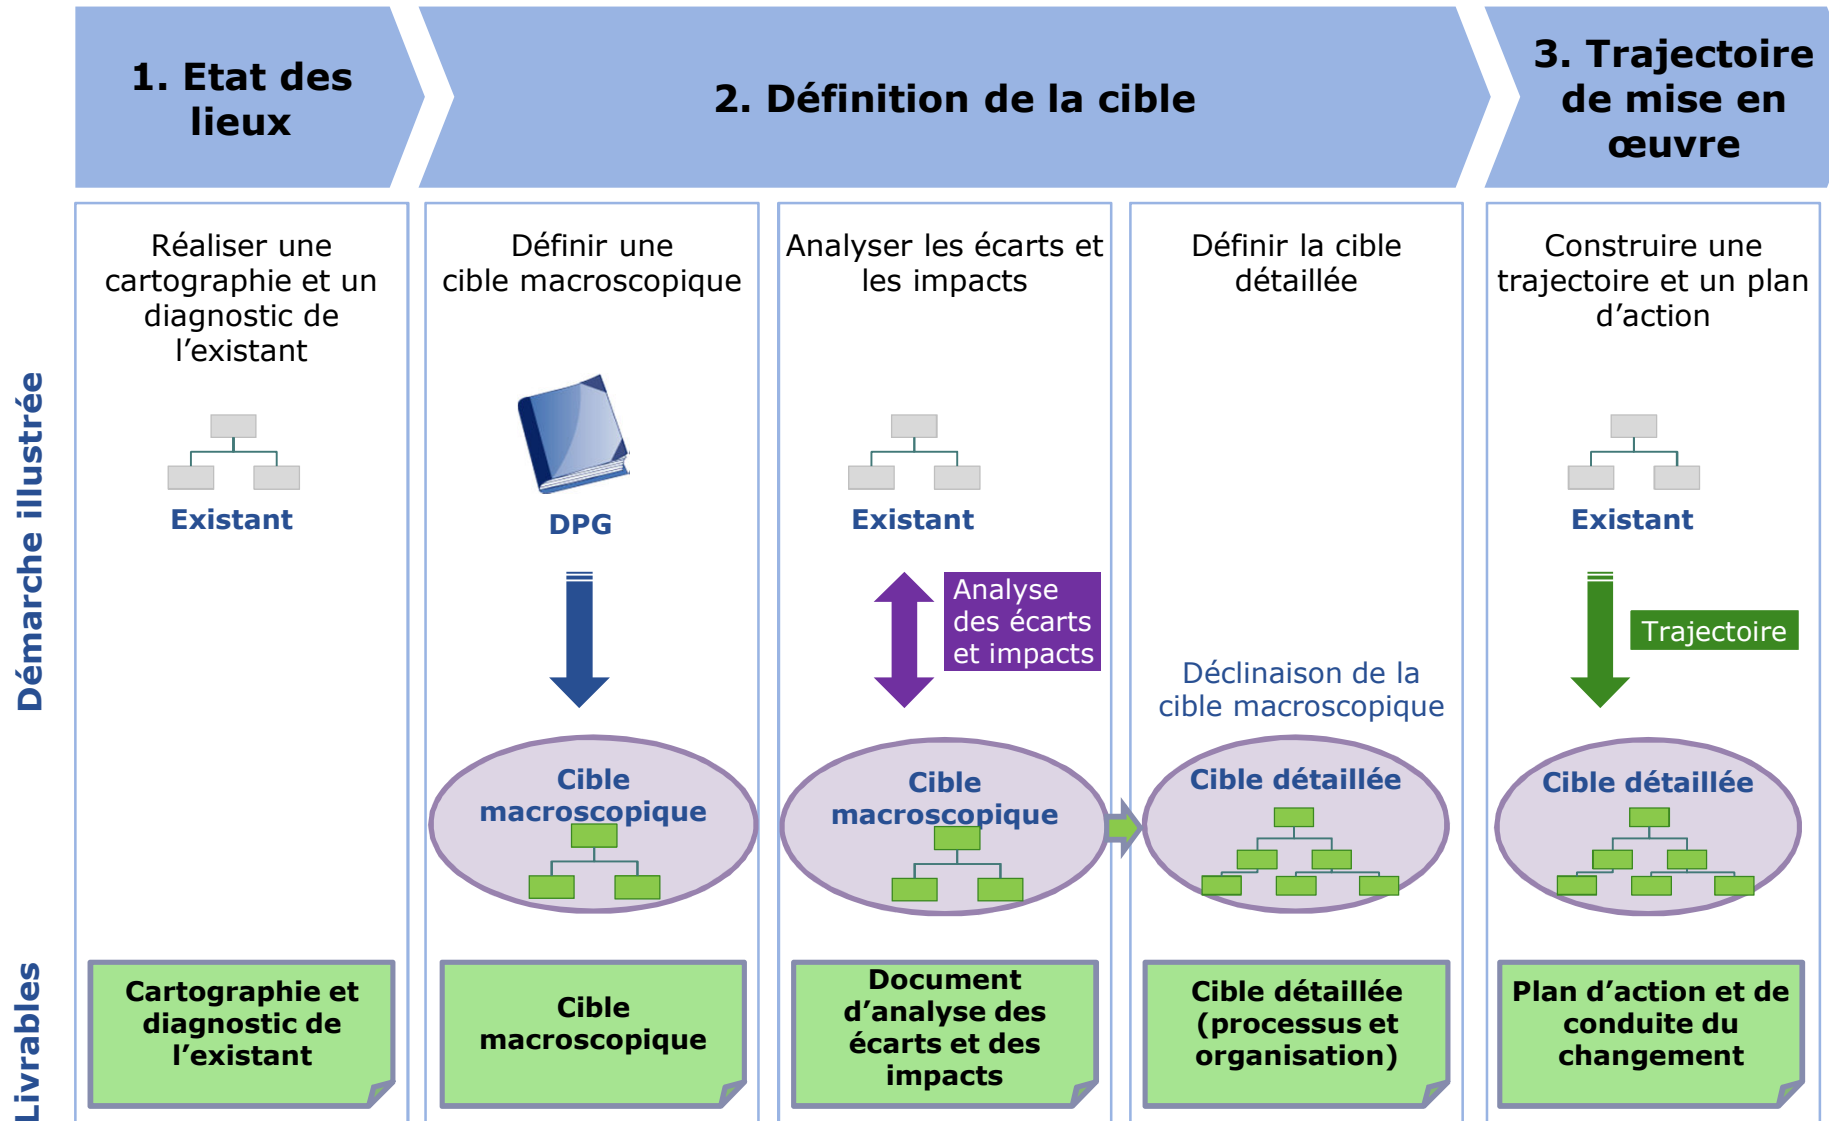 1. Etat des
lieux
2. Définition de la cible
3. Trajectoire
de mise en
œuvre
Démarche illustrée
Réaliser une
cartographie et un
diagnostic de
l’existant
Existant
Définir une
cible macroscopique
DPG
Cible
macroscopique
Analyser les écarts et
les impacts
Existant
Analyse
des écarts
et impacts
Cible
macroscopique
Définir la cible
détaillée
Déclinaison de la
cible macroscopique
Cible détaillée
Construire une
trajectoire et un plan
d’action
Existant
Trajectoire
Cible détaillée
Livrables
Cartographie et
diagnostic de
l’existant
Cible
macroscopique
Document
d’analyse des
écarts et des
impacts
Cible détaillée
(processus et
organisation)
Plan d’action et de
conduite du
changement